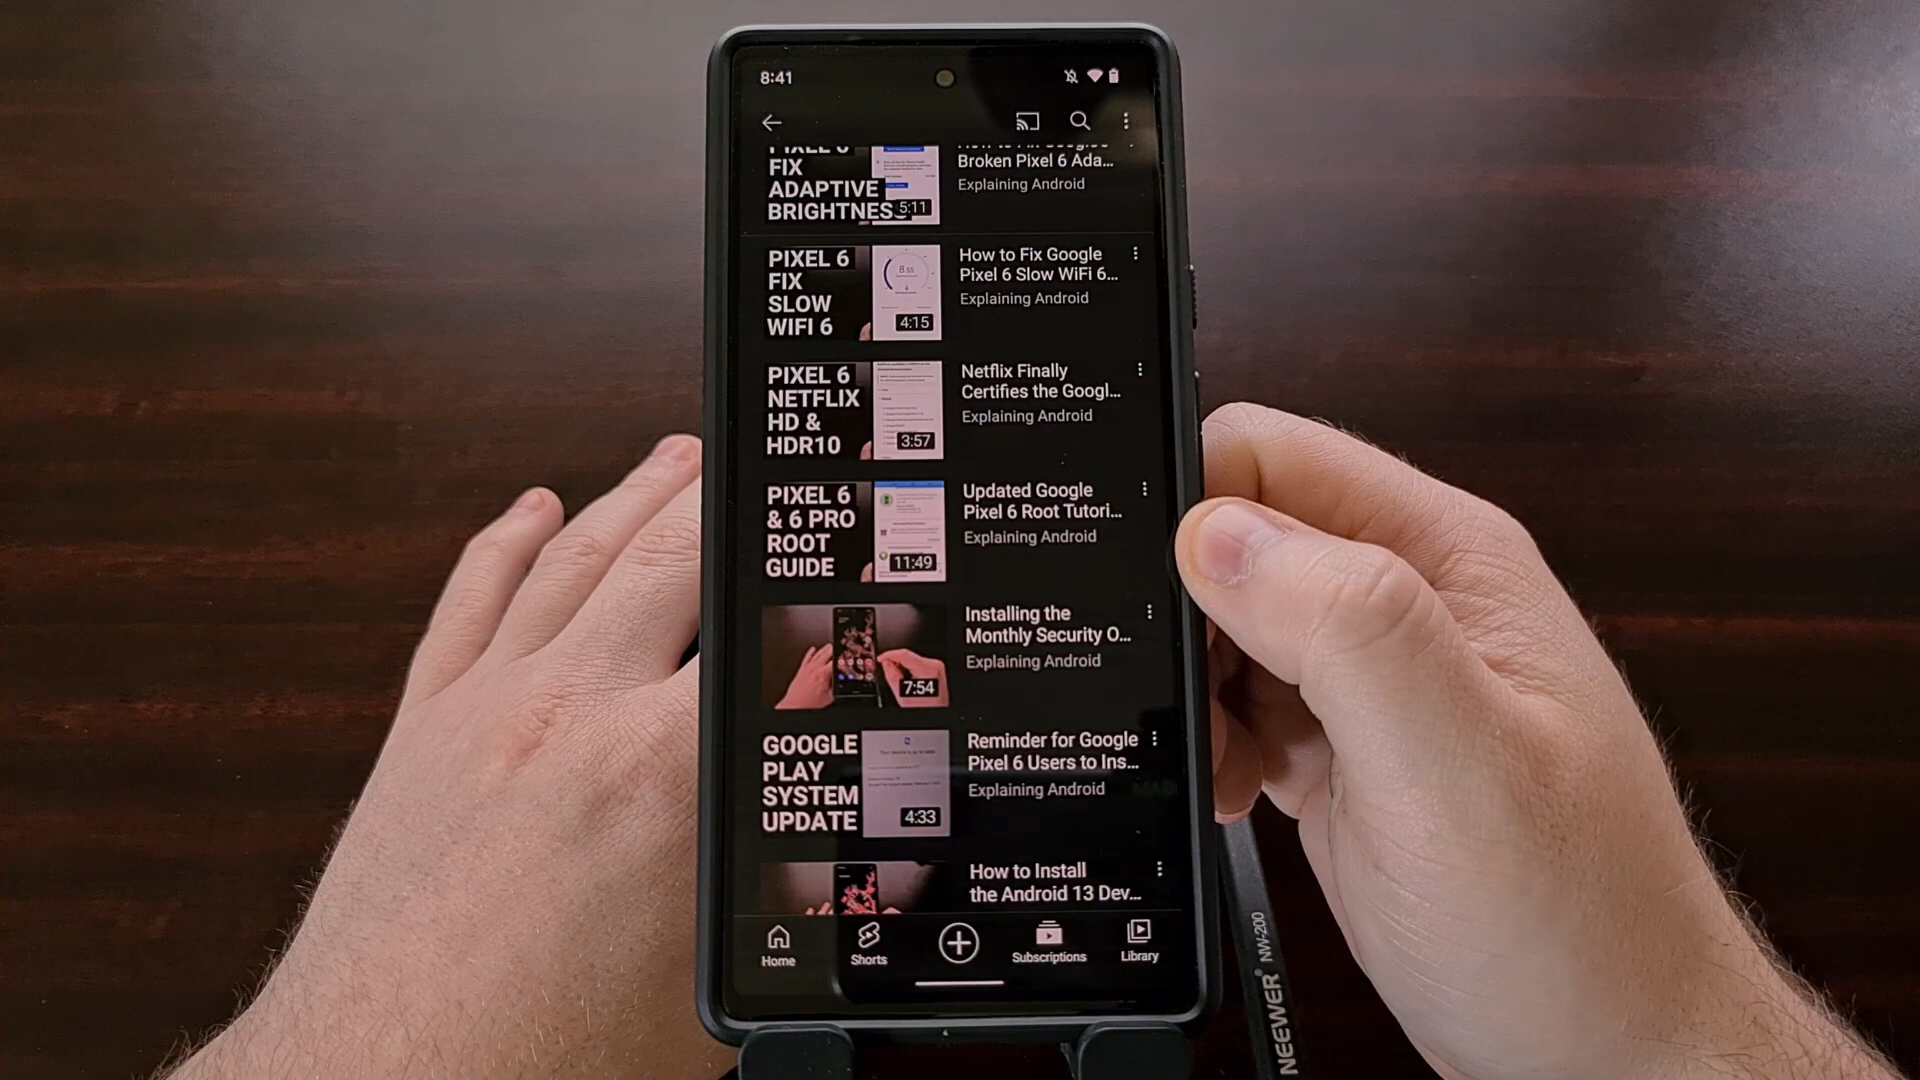 8:41
FIX
ADAPTIVE
BRIGHTNESS
5:11
Broken Pixel 6 Ada...
Explaining Android
PIXEL 6
FIX
SLOW
WIFI 6
8.55
4:15
How to Fix Google
Pixel 6 Slow WiFi 6...
Explaining Android
PIXEL 6
NETFLIX
HD &
HDR10
3:57
Netflix Finally
Certifies the Googl...
Explaining Android
PIXEL 6
& 6 PRO
ROOT
GUIDE
11:49
Updated Google
Pixel 6 Root Tutori...
Explaining Android
7:54
Installing the
Monthly Security O...
Explaining Android
GOOGLE
PLAY
SYSTEM
UPDATE
4:33
Reminder for Google
Pixel 6 Users to Ins...
Explaining Android
How to Install
the Android 13 Dev...
Home
Shorts
Subscriptions
Library
NEEWER® NW-200